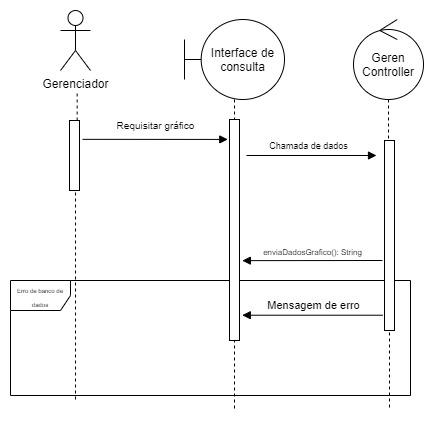 Interface de
consulta
Geren
Controller
Gerenciador
Requisitar gráfico
Chamada de dados
enviaDadosGrafico(): String
Erro de banco de
dados
Mensagem de erro